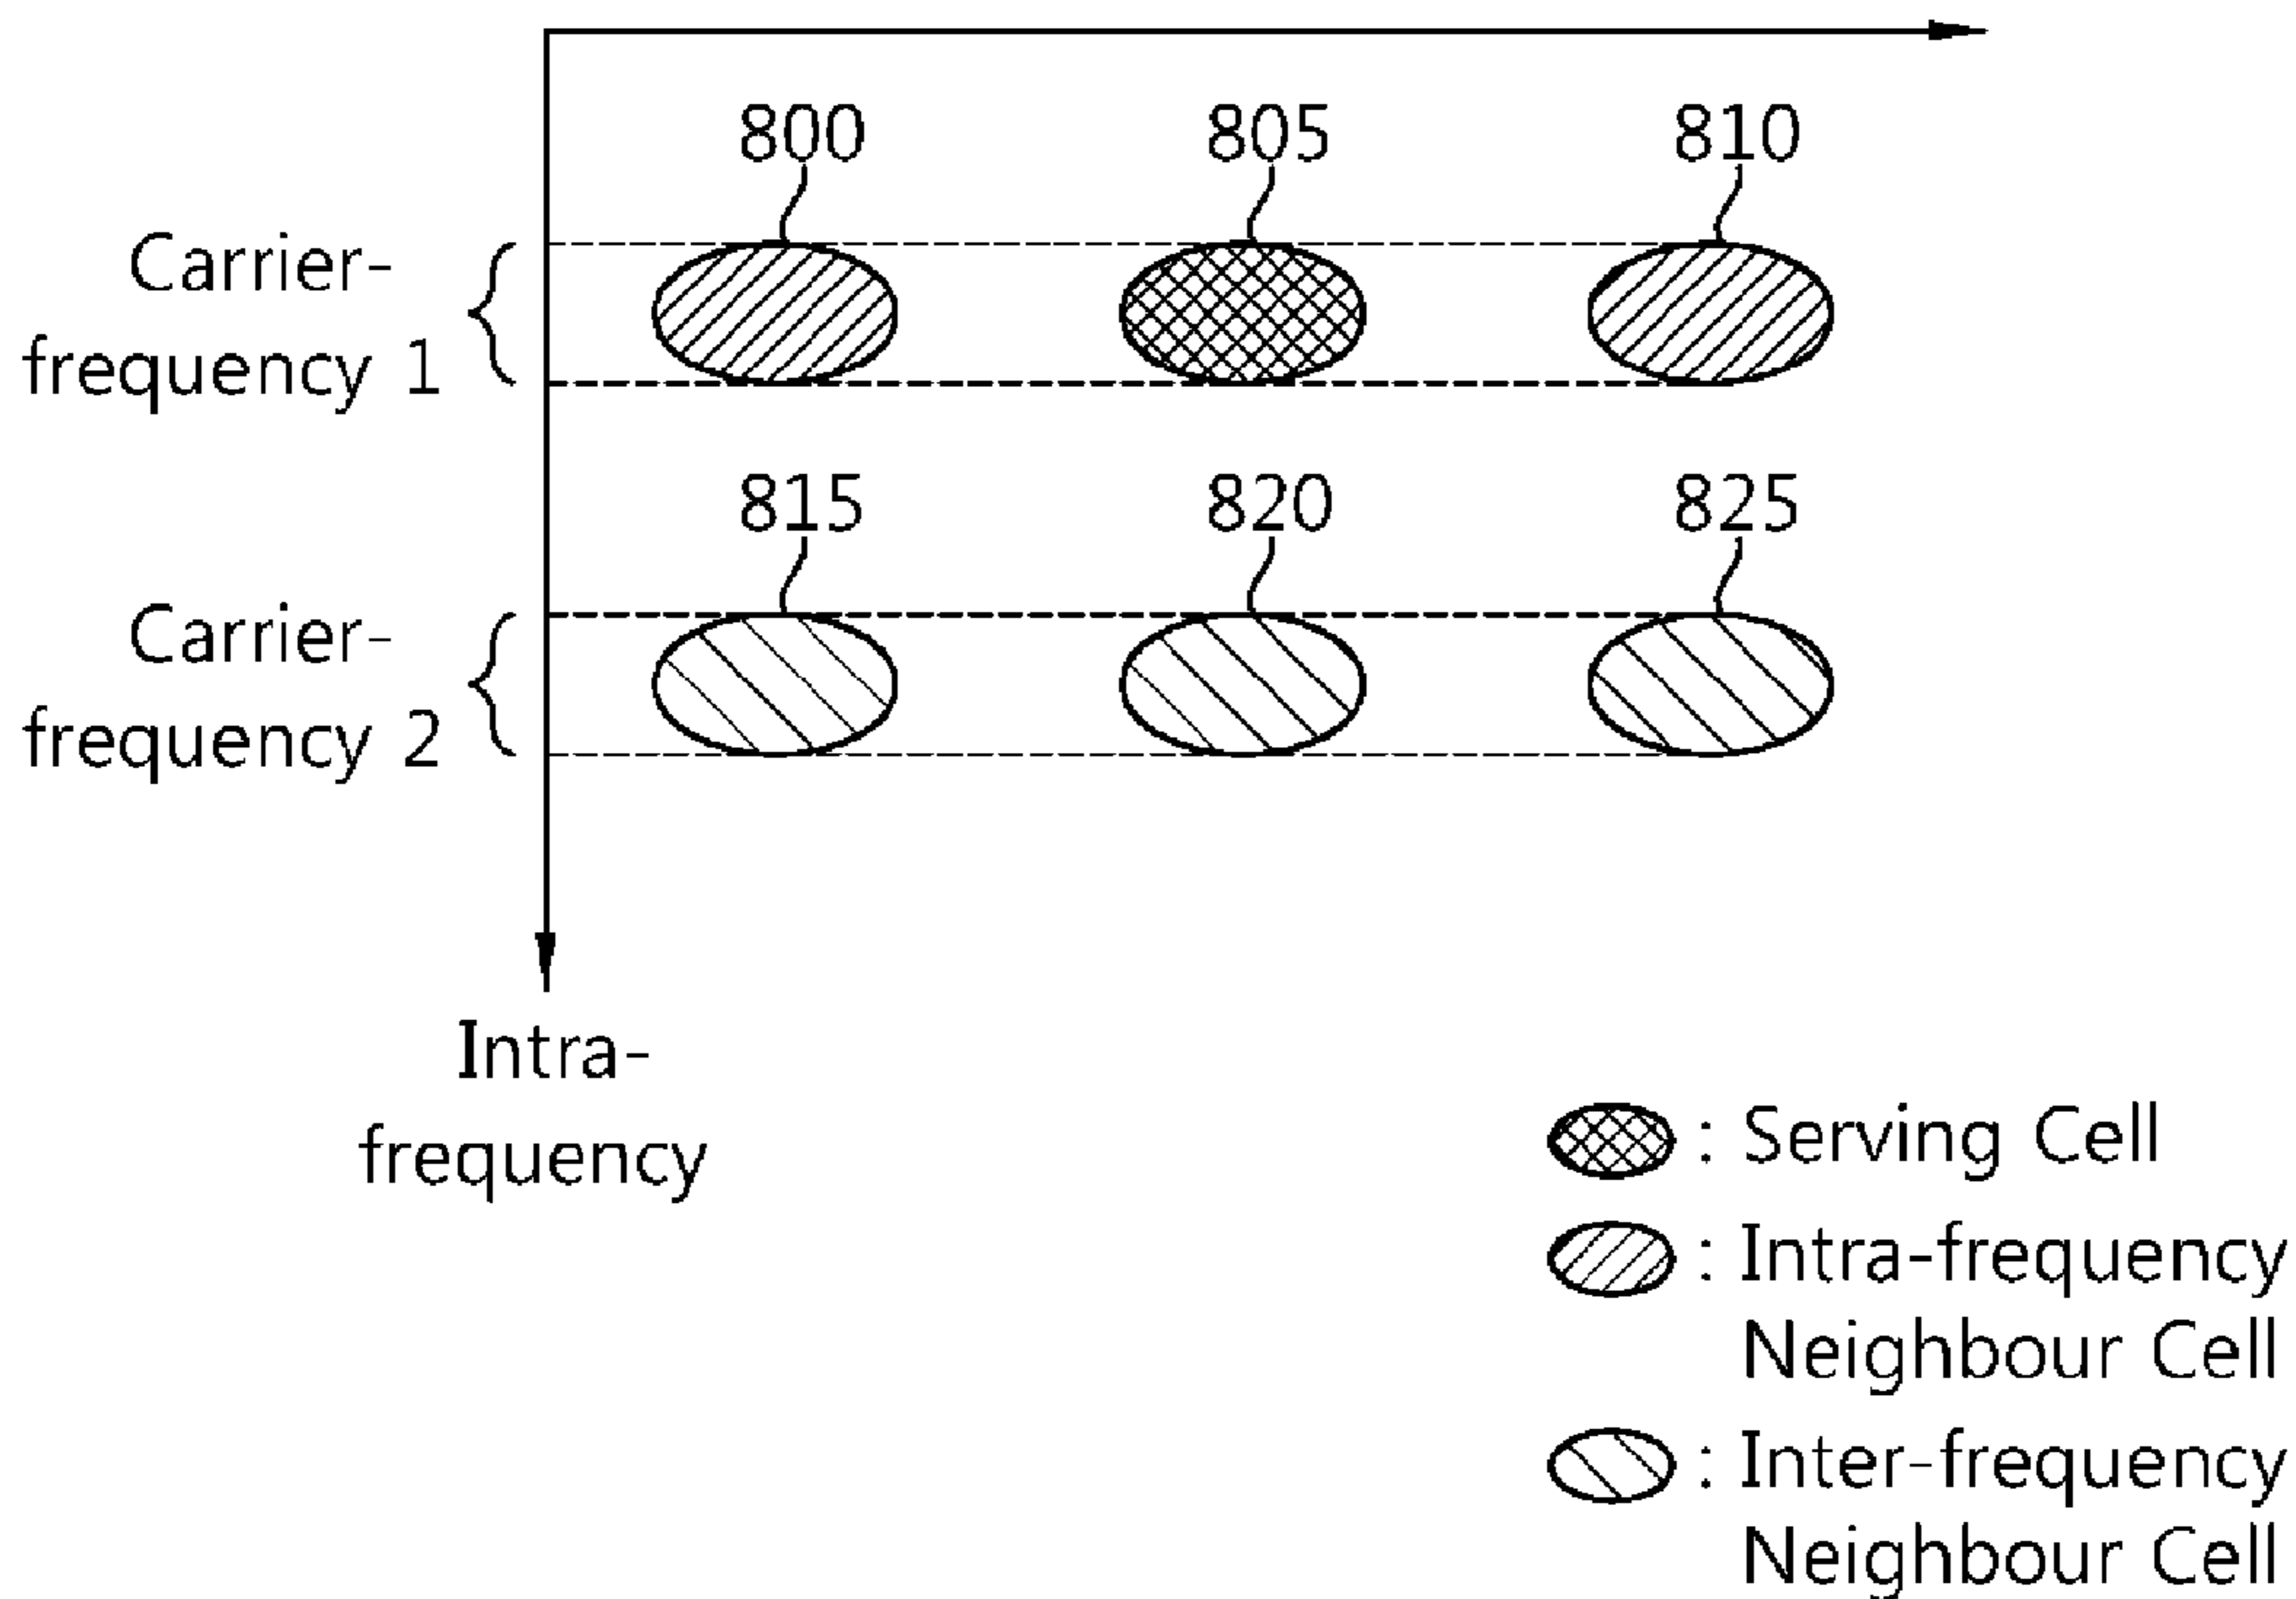 800 805 810
Carrier-
frequency 1
815 820 825
Carrier-
frequency 2
Intra-
frequency
: Serving Cell
: Intra-frequency
Neighbour Cell
: Inter-frequency
Neighbour Cell